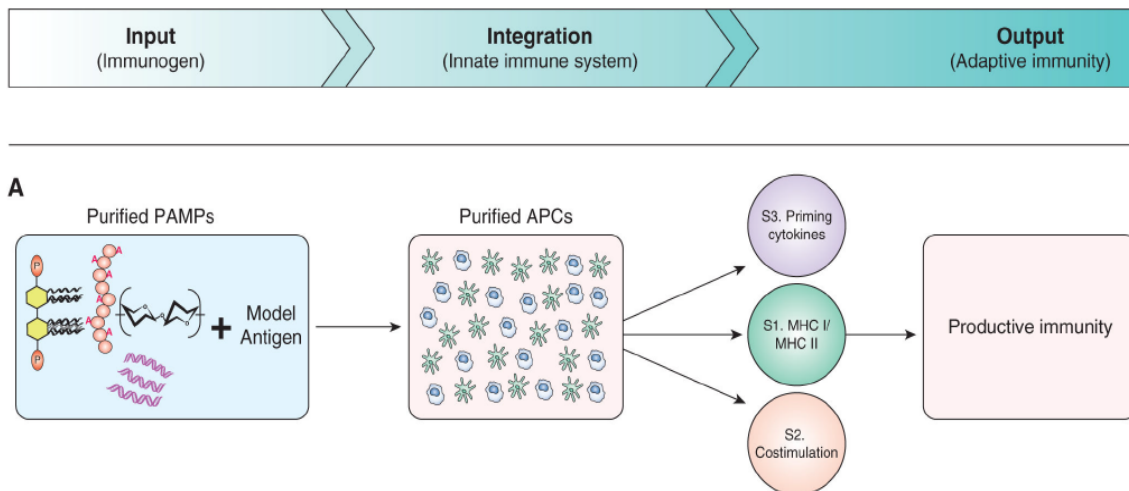 Input
(Immunogen)
Integration
(Innate immune system)
Output
(Adaptive immunity)
A
Purified PAMPs
P
P
A
A
A
A
A
A
+
Model
Antigen
Purified APCs
S3. Priming
cytokines
S1. MHC I/
MHC II
S2.
Costimulation
Productive immunity